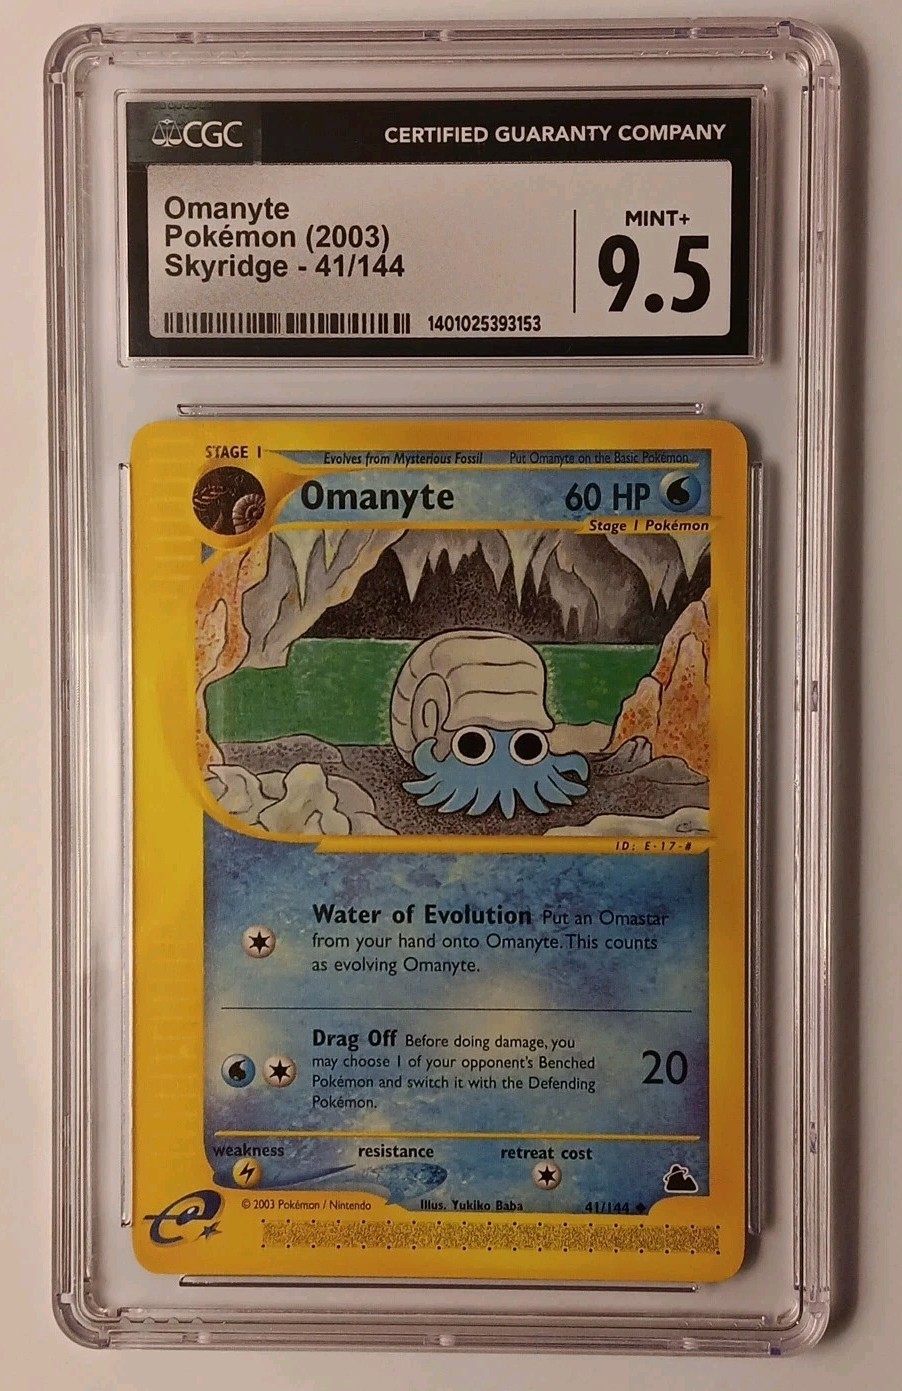 CGC
CERTIFIED GUARANTY COMPANY
Omanyte
Pokémon (2003)
Skyridge - 41/144
MINT+
9.5
1401025393153
STAGE 1
Evolves from Mysterious Fossil
Put Omanyte on the Basic Pokémon
Omanyte
60 HP
Stage 1 Pokémon
ID: E-17-#
Water of Evolution Put an Omastar
from your hand onto Omanyte. This counts
as evolving Omanyte.
Drag Off Before doing damage, you
may choose 1 of your opponent's Benched
Pokémon and switch it with the Defending
Pokémon.
20
weakness
resistance
retreat cost
© 2003 Pokémon / Nintendo
Illus. Yukiko Baba
41/144 ◆
e